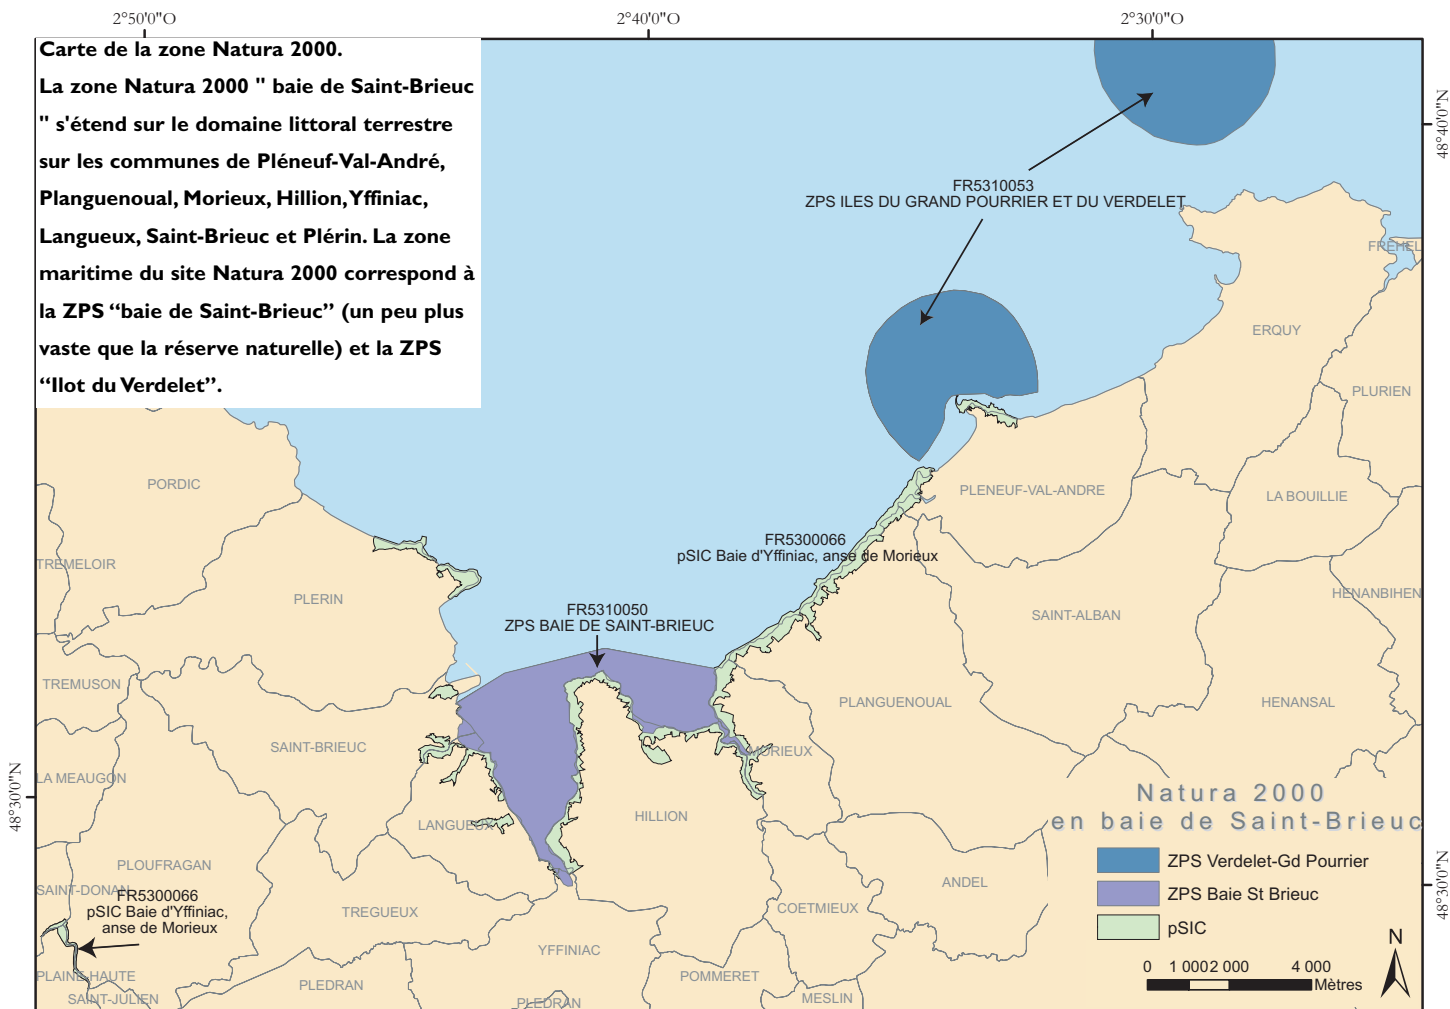 2°50'0"O
2°40'0"O
2°30'0"O
Carte de la zone Natura 2000.
La zone Natura 2000 " baie de Saint-Brieuc
" s'étend sur le domaine littoral terrestre
sur les communes de Pléneuf-Val-André,
Planguenoual, Morieux, Hillion, Yffiniac,
Langueux, Saint-Brieuc et Plérin. La zone
maritime du site Natura 2000 correspond à
la ZPS “baie de Saint-Brieuc” (un peu plus
vaste que la réserve naturelle) et la ZPS
“Ilot du Verdelet”.
48°40'0"N
FR5310053
ZPS ILES DU GRAND POURRIER ET DU VERDELET
FREHEL
ERQUY
PLURIEN
PORDIC
PLENEUF-VAL-ANDRE
LA BOUILLIE
FR5300066
pSIC Baie d'Yffiniac, anse de Morieux
TREMELOIR
PLERIN
HENANBIHEN
FR5310050
ZPS BAIE DE SAINT-BRIEUC
SAINT-ALBAN
TREMUSON
PLANGUENOUAL
HENANSAL
SAINT-BRIEUC
MORIEUX
LA MEAUGON
48°30'0"N
HILLION
LANGUEUX
Natura 2000
en baie de Saint-Brieuc
ZPS Verdelet-Gd Pourrier
ZPS Baie St Brieuc
pSIC
PLOUFRAGAN
SAINT-DONAN
FR5300066
pSIC Baie d'Yffiniac,
anse de Morieux
ANDEL
48°30'0"N
TREGUEUX
COETMIEUX
YFFINIAC
N
PLAINE-HAUTE
PLEDRAN
POMMERET
0 1 000 2 000 4 000
Mètres
SAINT-JULIEN
PLEDRAN
MESLIN